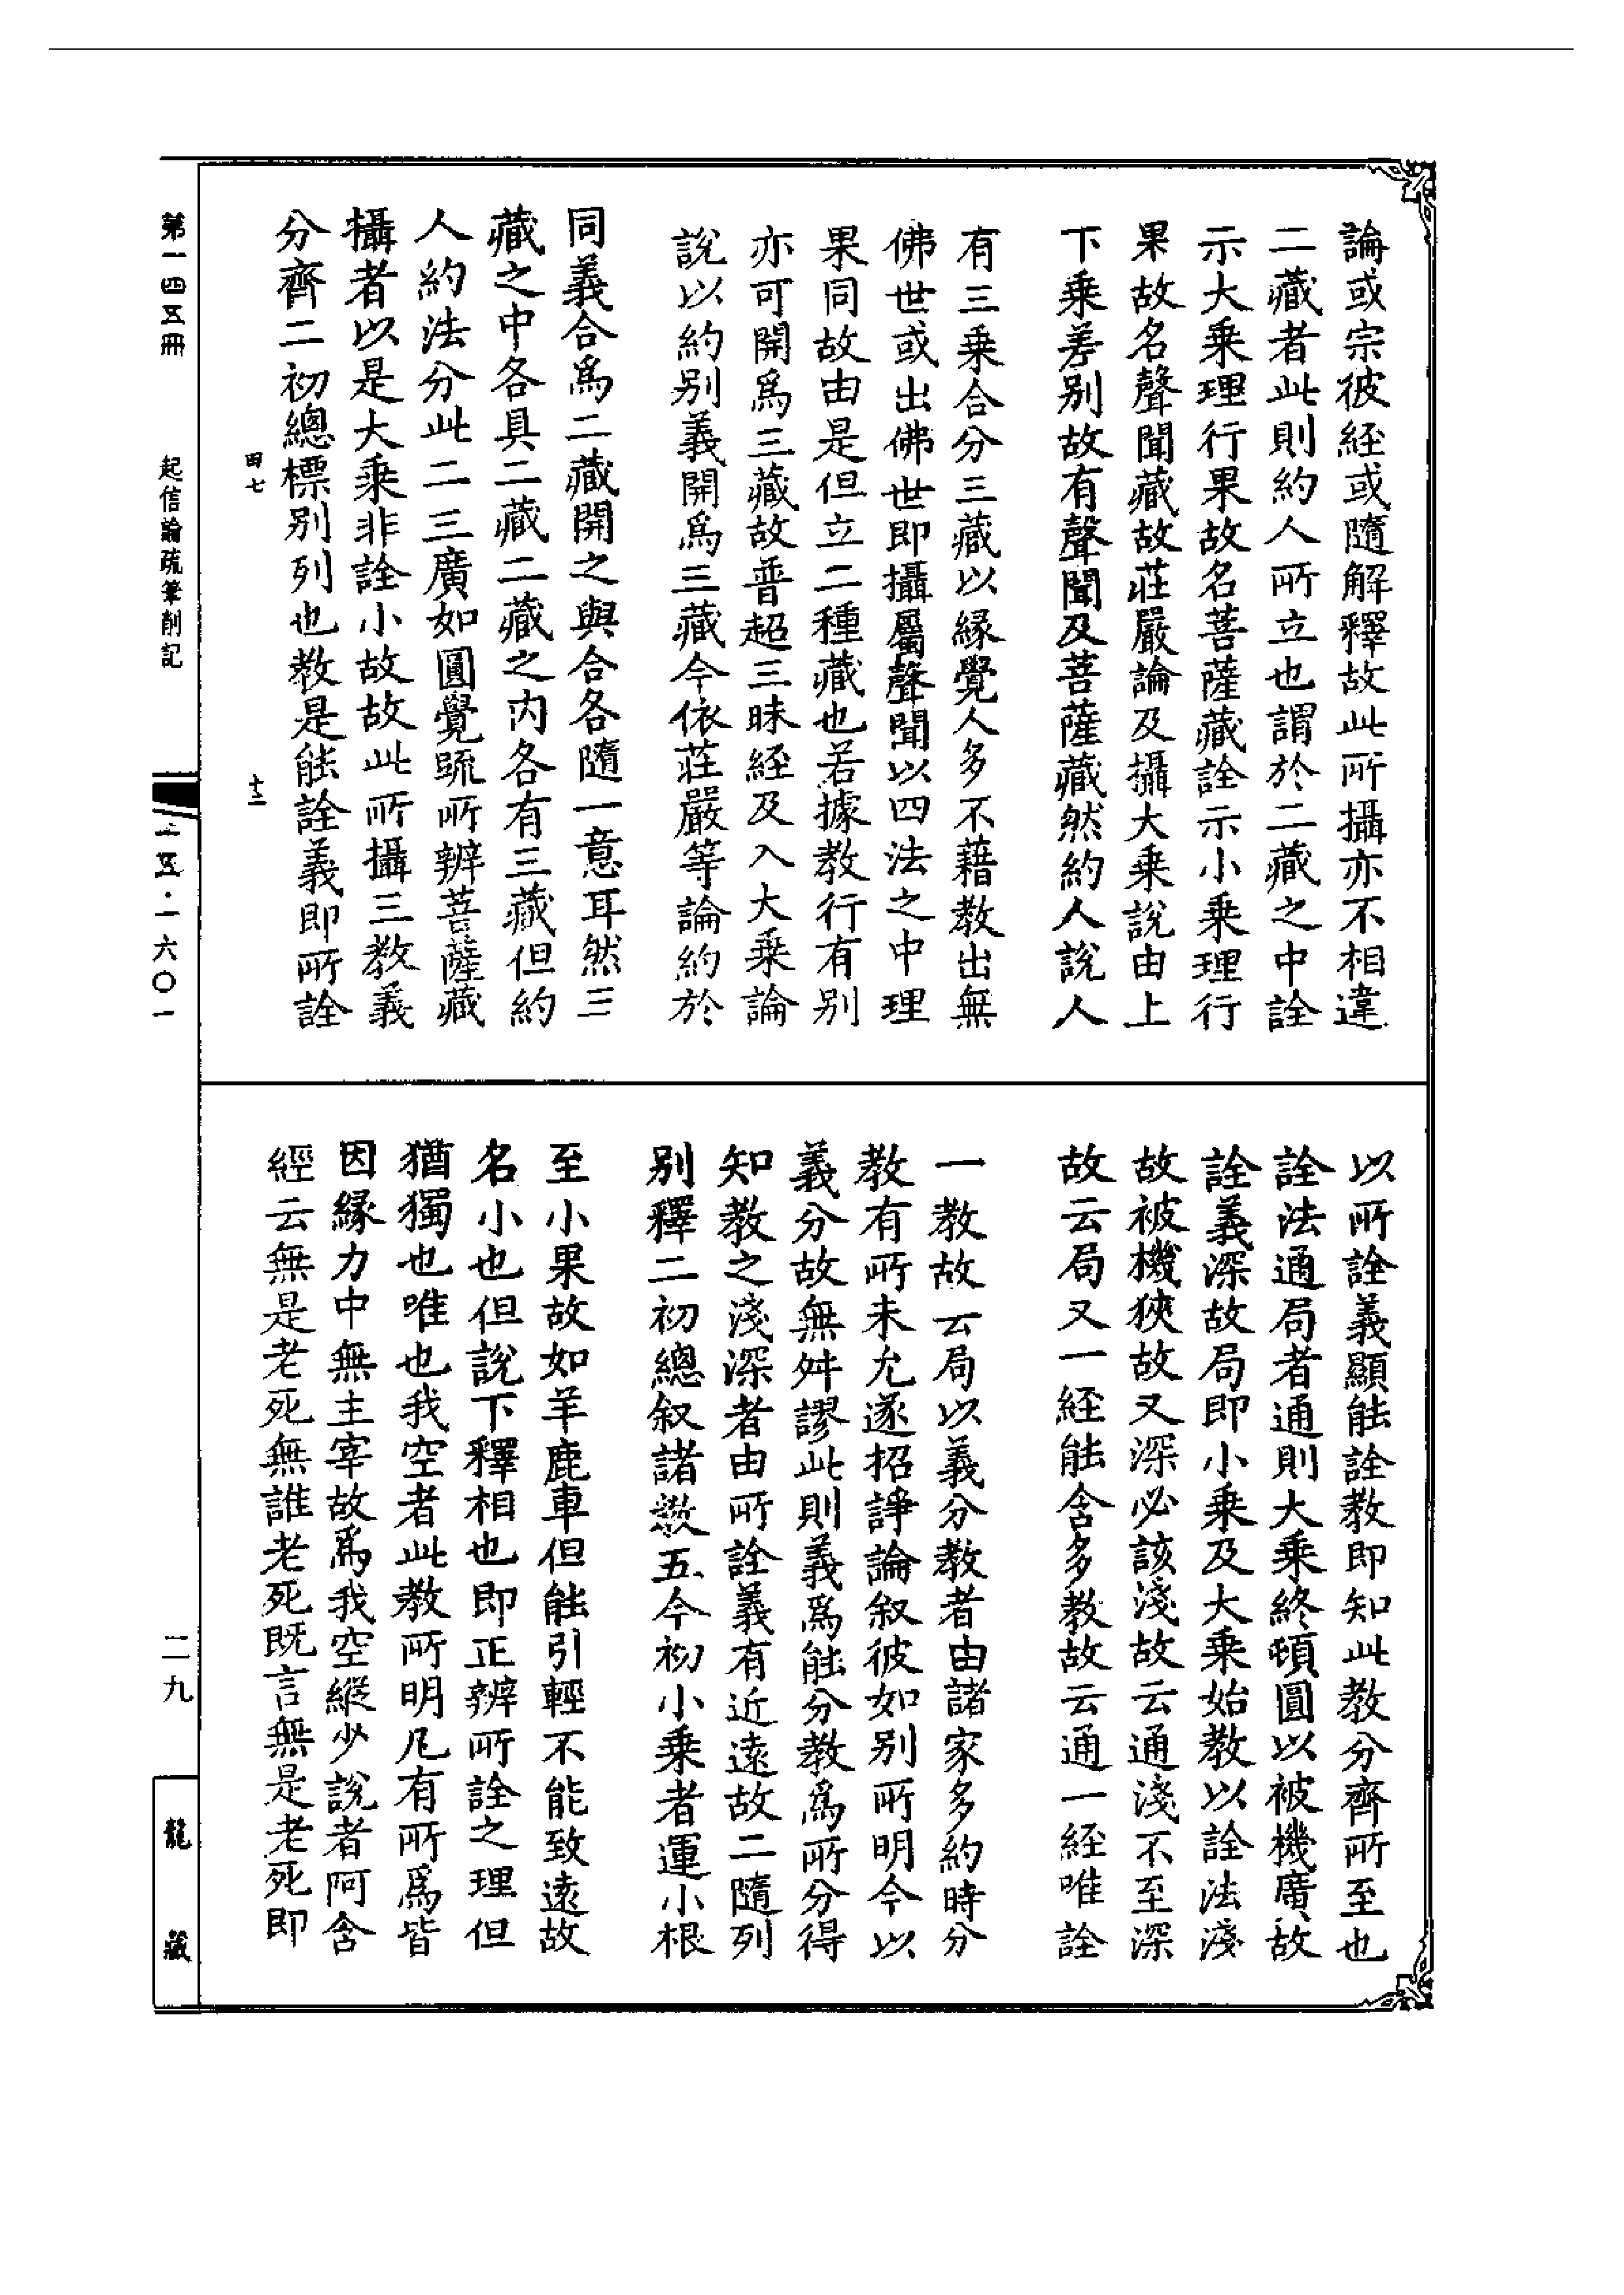 論或宗彼經或隨解釋故此所攝亦不相違
二藏者此則約人所立也謂於二藏之中詮
示大乗理行果故名菩薩藏詮示小乗理行
果故名聲聞藏故莊嚴論及攝大乗說由上
下乗差别故有聲聞及菩薩藏然約人說人
有三乗合分三藏以縁覺人多不藉教出無
佛世或出佛世即攝屬聲聞以四法之中理
果同故由是但立二種藏也若據教行有别
亦可開爲三藏故普超三昧經及入大乗論
說以約别義開爲三藏今依莊嚴等論約於
同義合爲二藏開之與合各隨一意耳然三
藏之中各具二藏二藏之内各有三藏但約
人約法分此二三廣如圓覺䟽所辨菩薩藏
攝者以是大乗非詮小故故此所攝三教義
分齊二初總標别列也教是能詮義即所詮
田七
十二
以所詮義顯能詮教即知此教分齊所至也
詮法通局者通則大乗終頓圓以被機廣故
詮義深故局即小乗及大乗始教以詮法淺
故被機狹故又深必該淺故云通淺不至深
故云局又一經能含多教故云通一經唯詮
一教故云局以義分教者由諸家多約時分
教有所未允遂招諍論叙彼如别所明今以
義分故無舛謬此則義爲能分教爲所分得
知教之淺深者由所詮義有近遠故二隨列
别釋二初總叙諸教五今初小乗者運小根
至小果故如羊鹿車但能引輕不能致遠故
名小也但說下釋相也即正辨所詮之理但
猶獨也唯也我空者此教所明凡有所爲皆
因縁力中無主宰故爲我空縱少說者阿含
經云無是老死無誰老死既言無是老死即
第一四五冊
起信論疏筆削記
一五·一六〇一
二九
龍藏